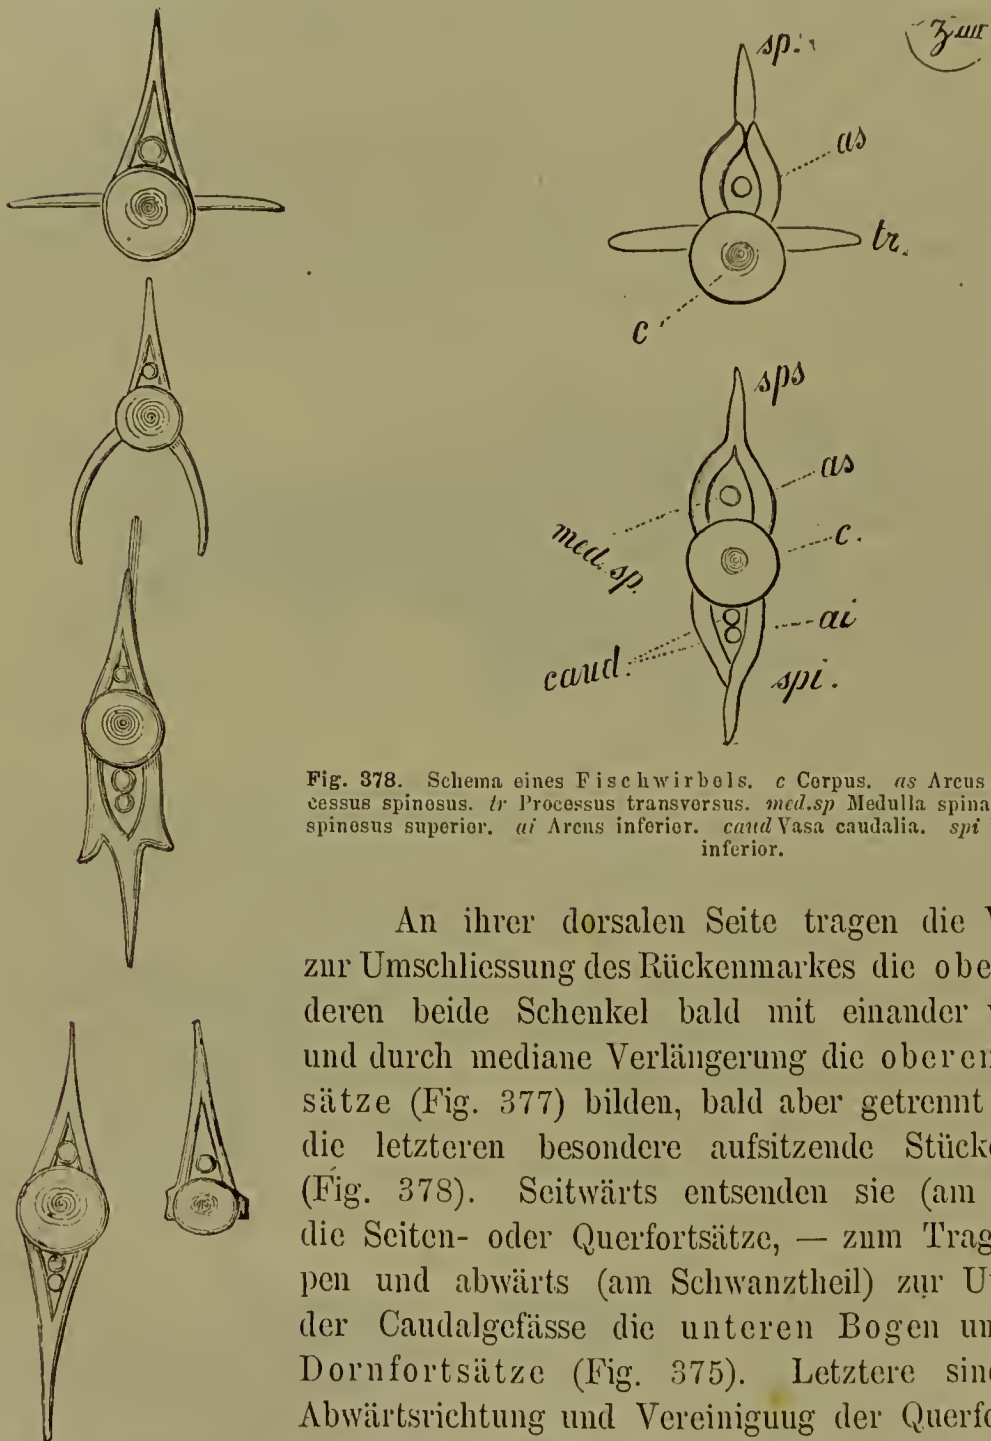 zur
sp.
as
tr.
c
sps
as
med. sp.
c.
ai
caud.
spi.
Fig. 378. Schema eines Fischwirbels. c Corpus. as Arcus
cessus spinosus. tr Processus transversus. med.sp Medulla spina
spinosus superior. ai Arcus inferior. caud Vasa caudalia. spi
inferior.
An ihrer dorsalen Seite tragen die
zur Umschliessung des Rückenmarkes die obe
deren beide Schenkel bald mit einander
und durch mediane Verlängerung die oberen
sätze (Fig. 377) bilden, bald aber getrennt
die letzteren besondere aufsitzende Stück
(Fig. 378). Seitwärts entsenden sie (am
die Seiten- oder Querfortsätze, — zum Trag
pen und abwärts (am Schwanztheil) zur U
der Caudalgefässe die unteren Bogen un
Dornfortsätze (Fig. 375). Letztere sin
Abwärtsrichtung und Vereinigung der Querfo